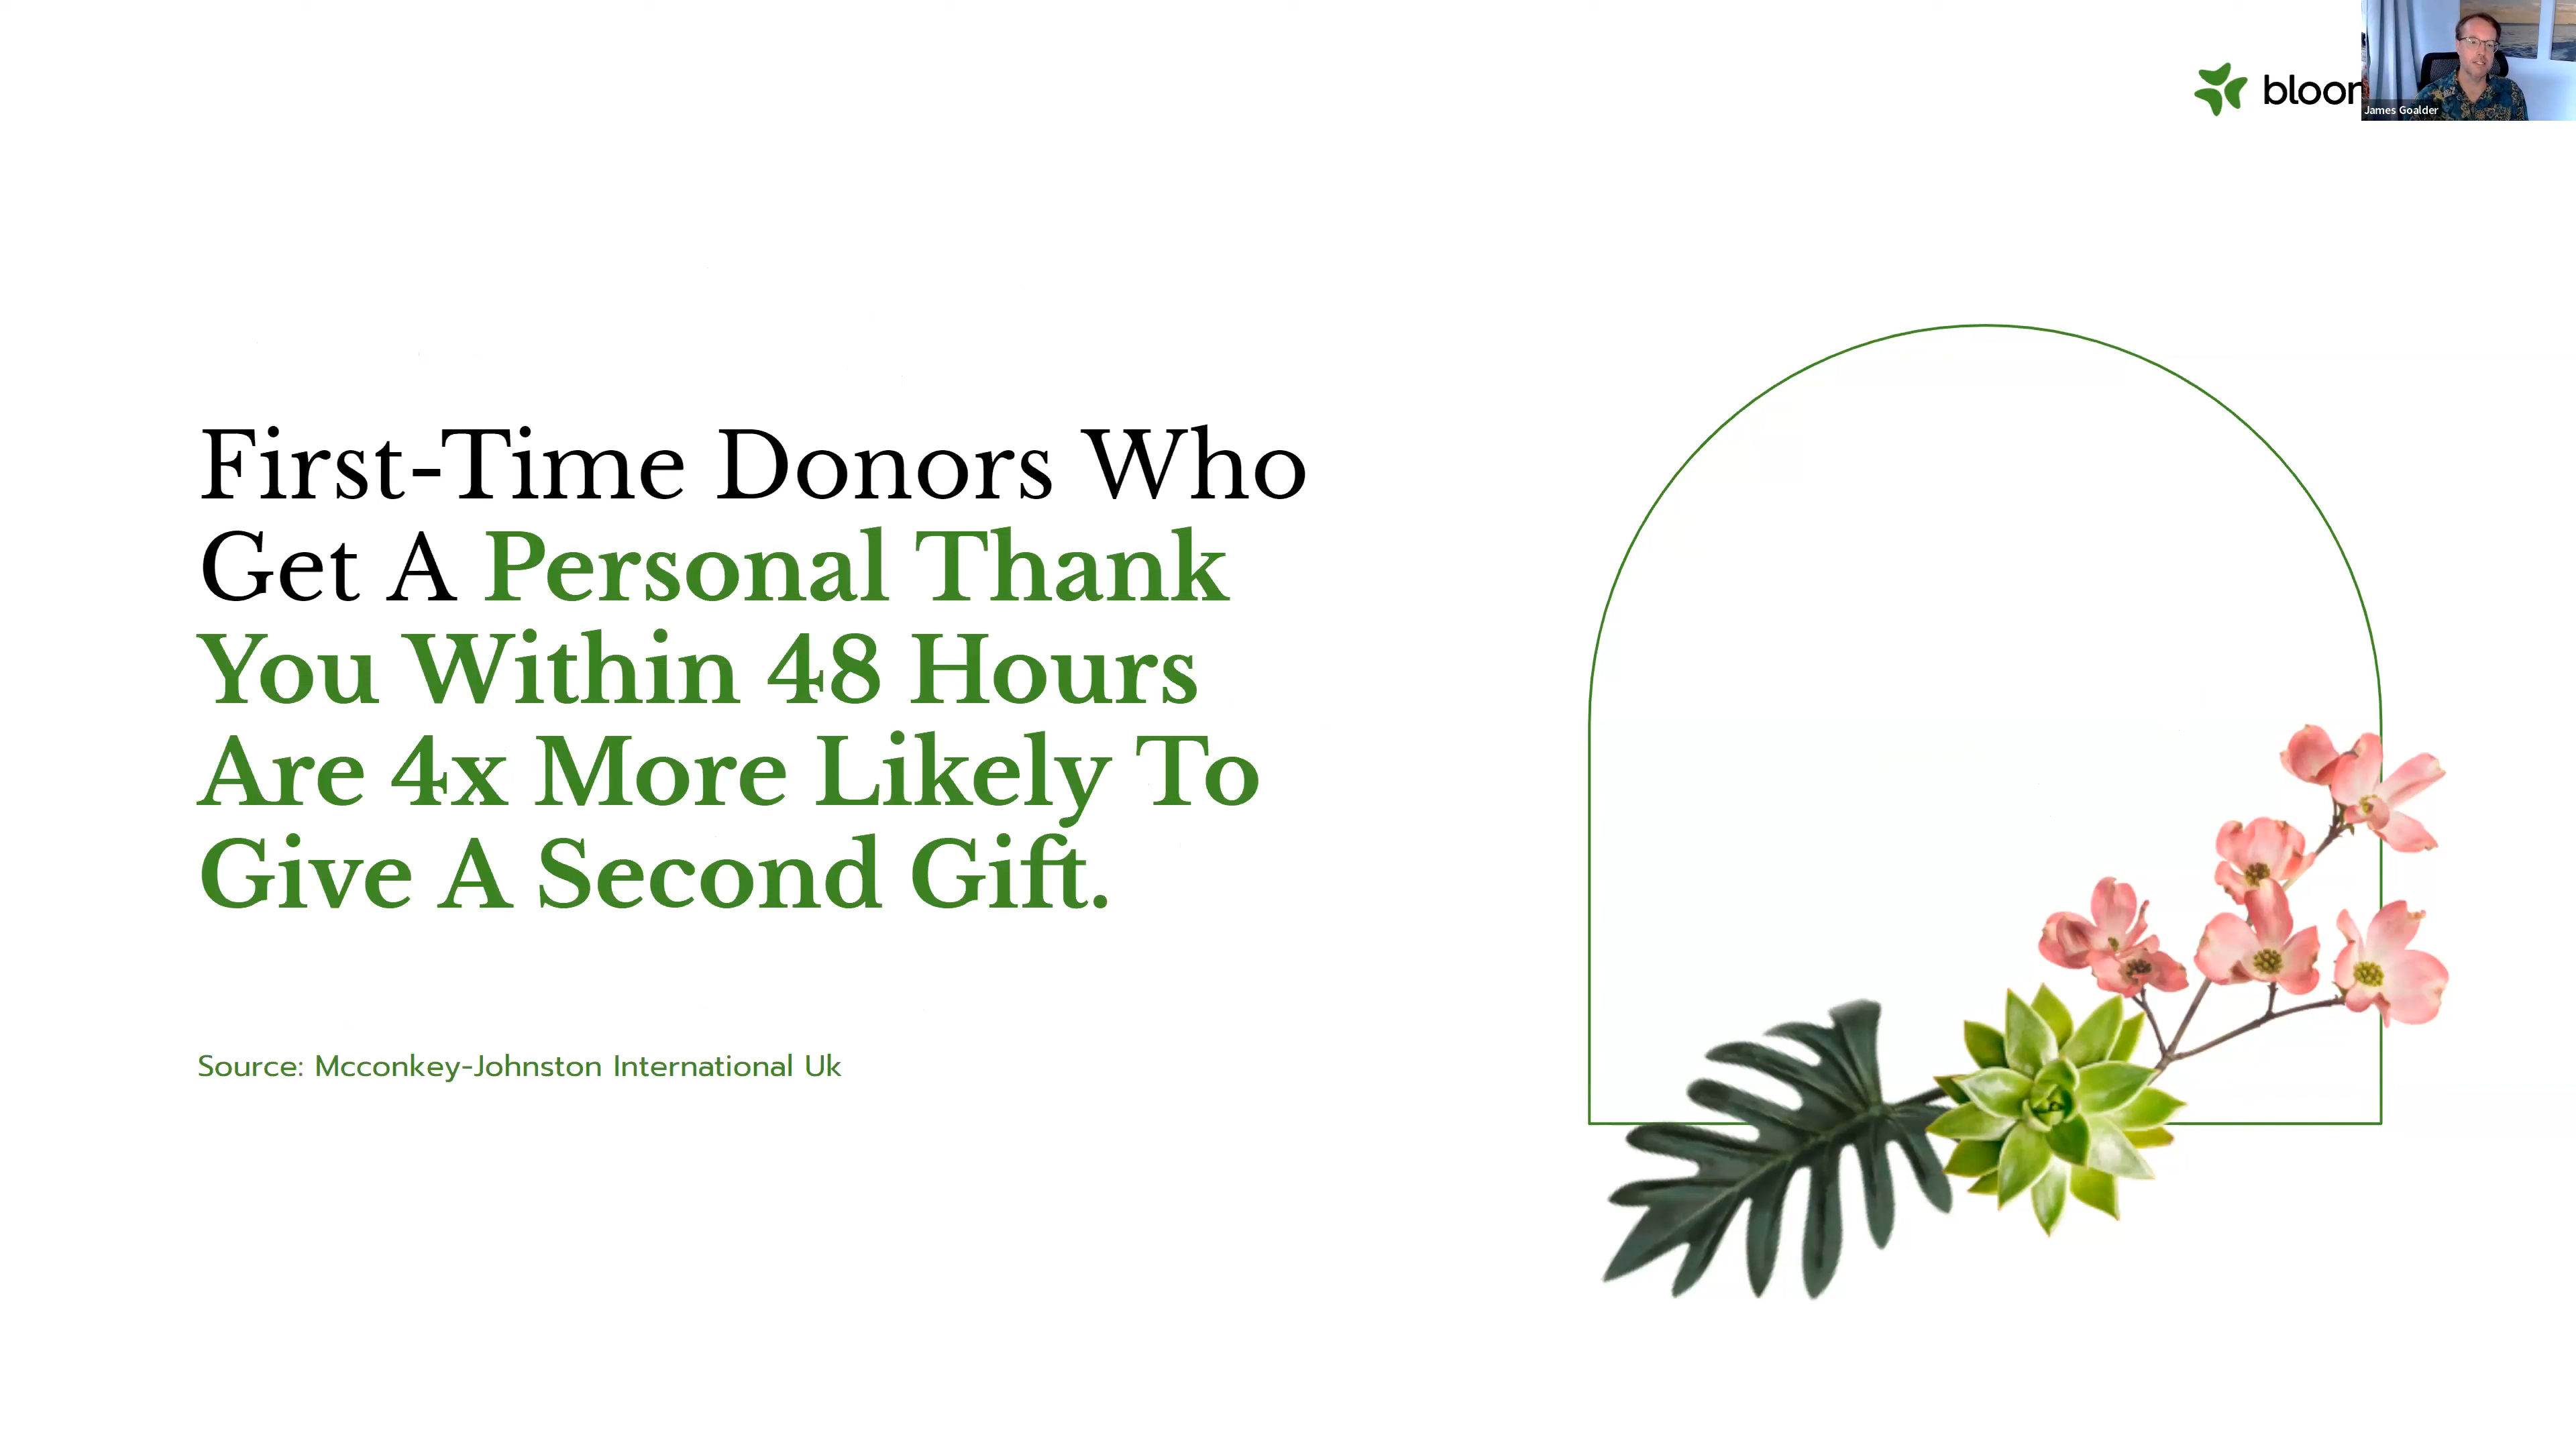 bloom
James Goalder
First-Time Donors Who
Get A Personal Thank
You Within 48 Hours
Are 4x More Likely To
Give A Second Gift.
Source: Mcconkey-Johnston International Uk